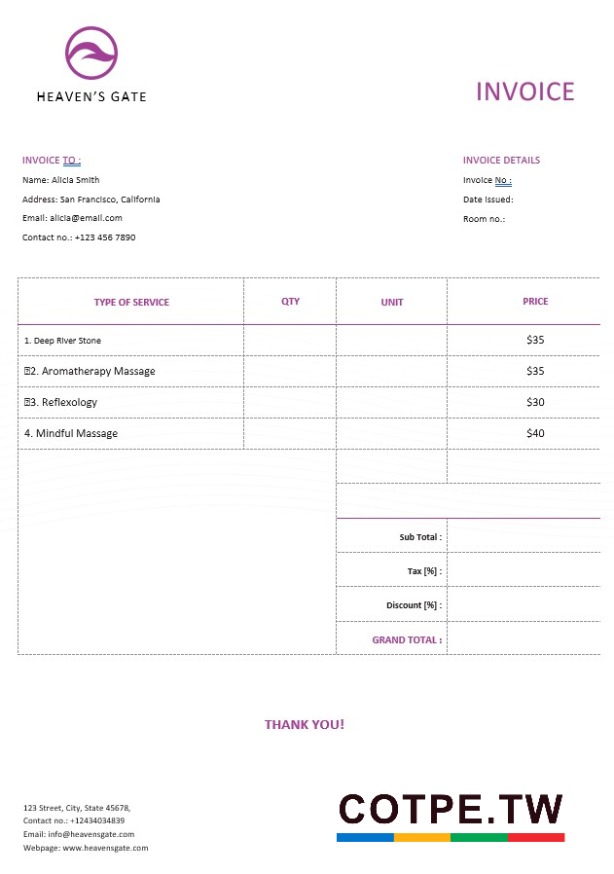 HEAVEN'S GATE
INVOICE
INVOICE TO :
Name: Alicia Smith
Address: San Francisco, California
Email: alicia@email.com
Contact no.: +123 456 7890
INVOICE DETAILS
Invoice No :
Date Issued:
Room no.:
TYPE OF SERVICE QTY UNIT PRICE
1. Deep River Stone $35
2. Aromatherapy Massage $35
3. Reflexology $30
4. Mindful Massage $40
Sub Total :
Tax [%] :
Discount [%] :
GRAND TOTAL :
THANK YOU!
123 Street, City, State 45678,
Contact no.: +12434034839
Email: info@heavensgate.com
Webpage: www.heavensgate.com
COTPE.TW